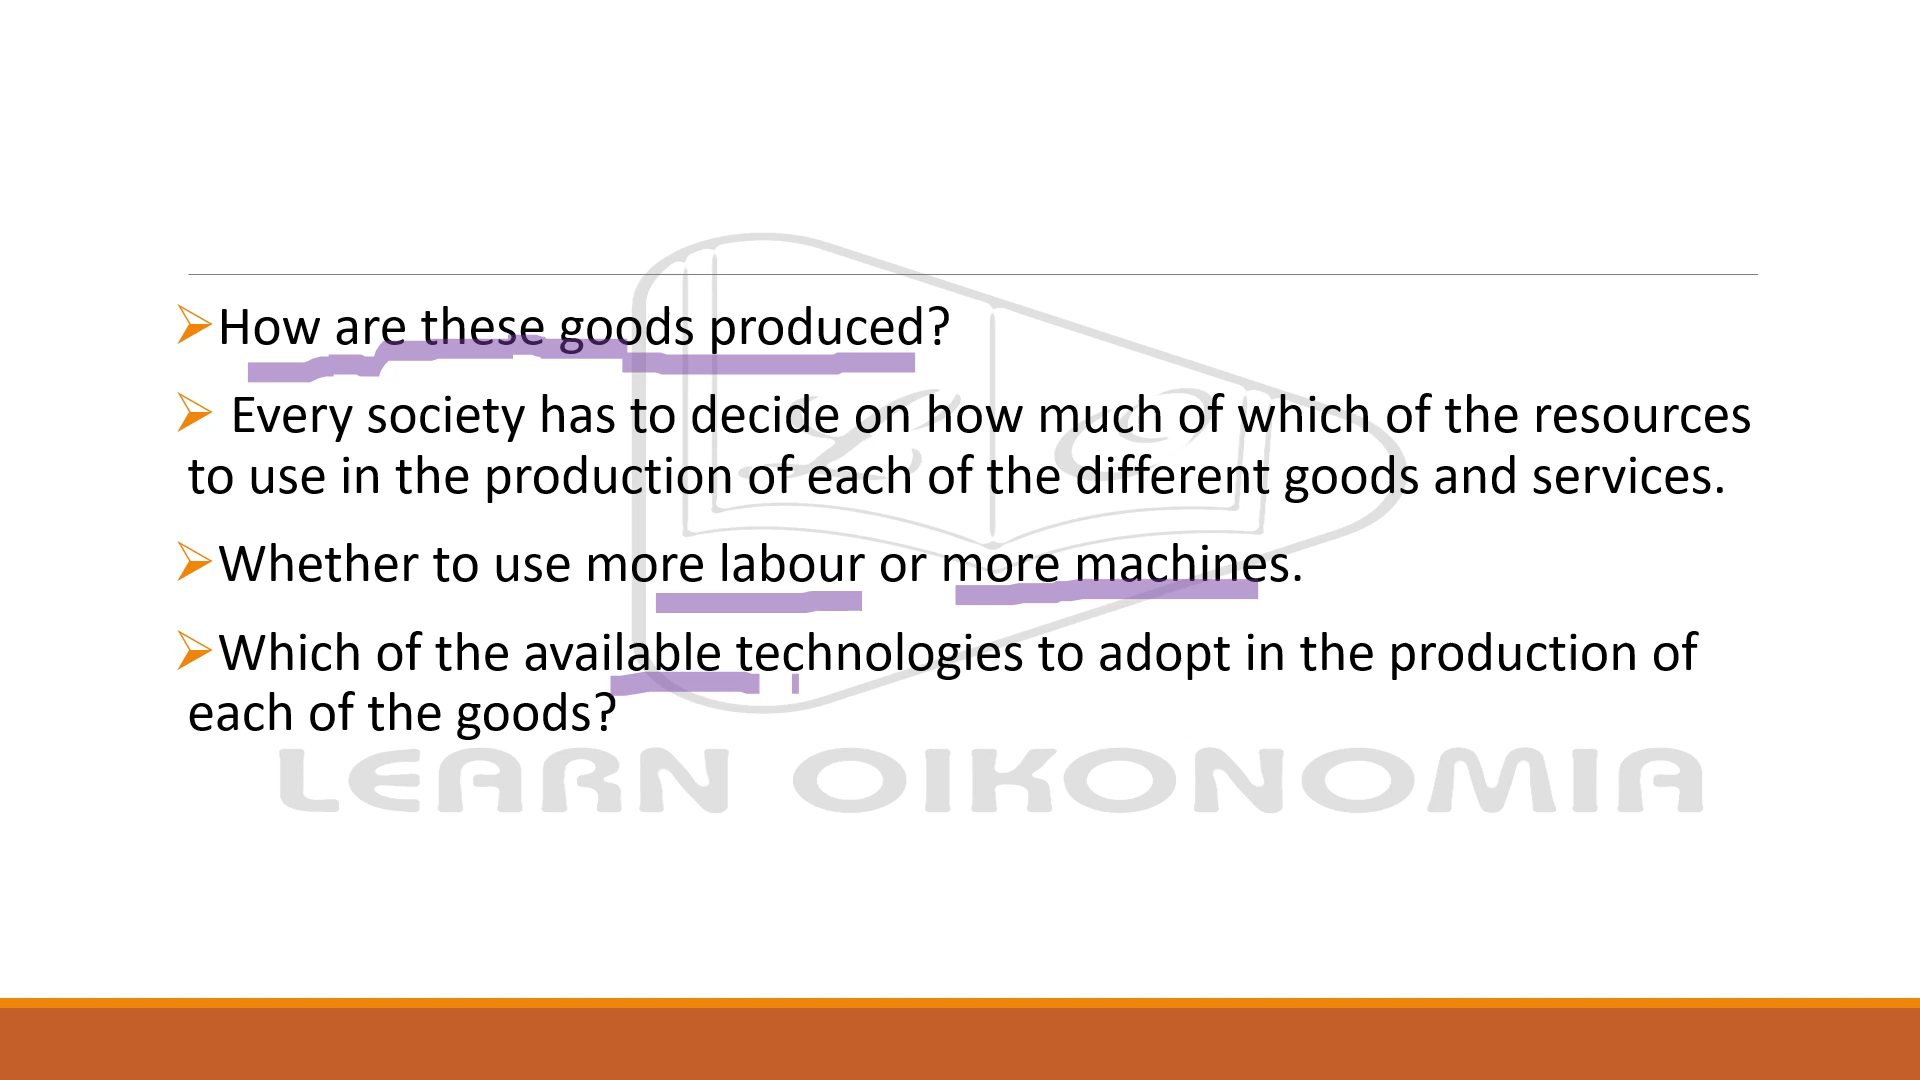 How are these goods produced?
Every society has to decide on how much of which of the resources
to use in the production of each of the different goods and services.
Whether to use more labour or more machines.
Which of the available technologies to adopt in the production of
each of the goods?
LEARN OIKONOMIA